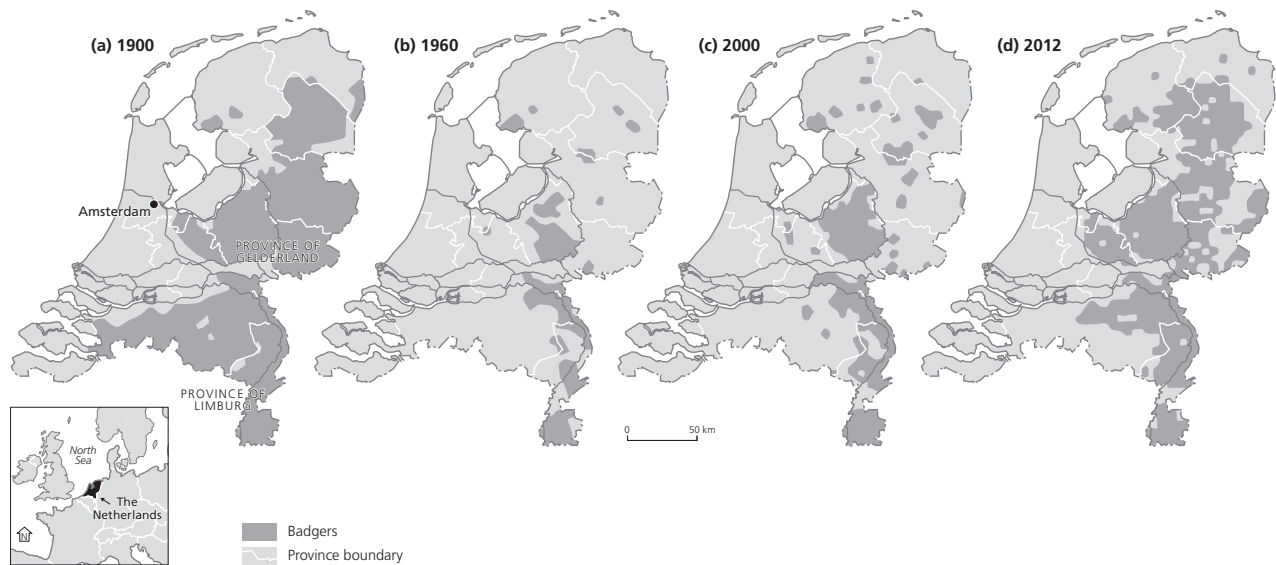 (a) 1900
(b) 1960
(c) 2000
(d) 2012
Amsterdam
PROVINCE OF
GELDERLAND
PROVINCE OF
LIMBURG
0 50 km
North
Sea
The
Netherlands
N
Badgers
Province boundary